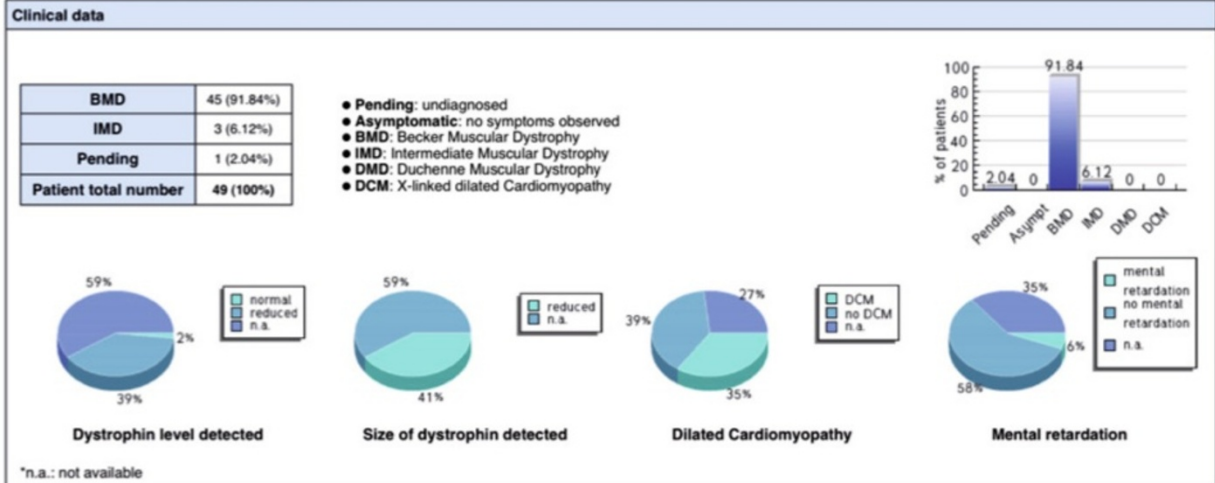 Clinical data
BMD 45 (91.84%)
IMD 3 (6.12%)
Pending 1 (2.04%)
Patient total number 49 (100%)
● Pending: undiagnosed
● Asymptomatic: no symptoms observed
● BMD: Becker Muscular Dystrophy
● IMD: Intermediate Muscular Dystrophy
● DMD: Duchenne Muscular Dystrophy
● DCM: X-linked dilated Cardiomyopathy
% of patients
100
80
60
40
20
0
2.04 0 91.84 6.12 0 0
Pending Asympt BMD IMD DMD DCM
59%
2%
39%
normal
reduced
n.a.
Dystrophin level detected
59%
41%
reduced
n.a.
Size of dystrophin detected
27%
39%
35%
DCM
no DCM
n.a.
Dilated Cardiomyopathy
35%
6%
58%
mental
retardation
no mental
retardation
n.a.
Mental retardation
*n.a.: not available